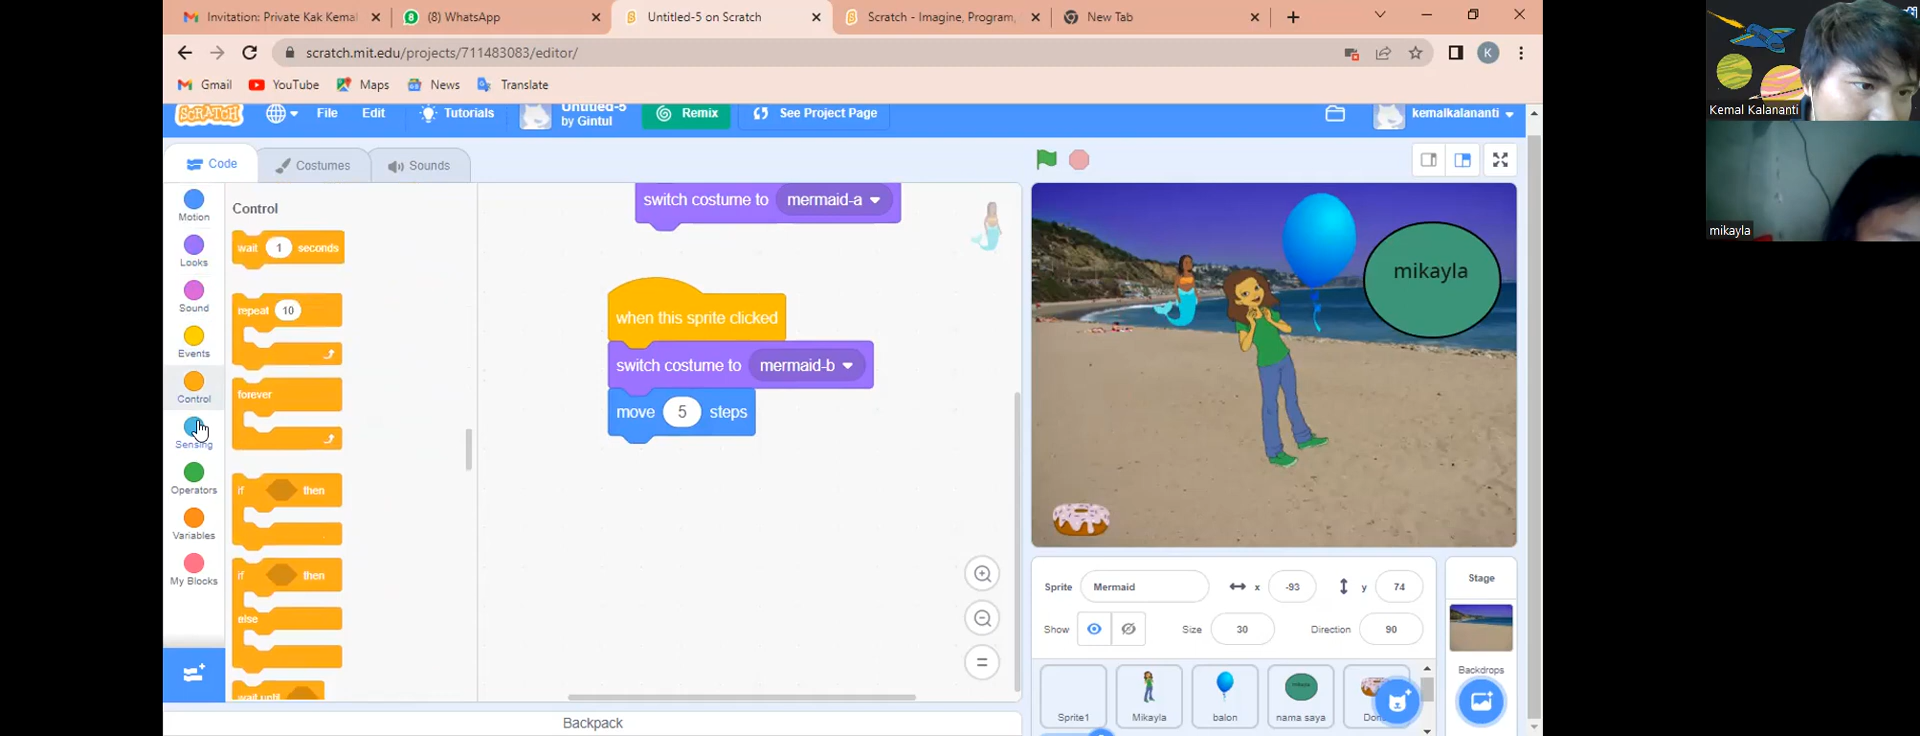 Invitation: Private Kak Kemal
(8) WhatsApp
Untitled-5 on Scratch
Scratch - Imagine, Program,
New Tab
scratch.mit.edu/projects/711483083/editor/
K
Gmail
YouTube
Maps
News
Translate
SCRATCH
File
Edit
Tutorials
Untitled-5
by Gintul
Remix
See Project Page
kemalkalananti
Code
Costumes
Sounds
Motion
Looks
Sound
Events
Control
Sensing
Operators
Variables
My Blocks
Control
wait 1 seconds
repeat 10
forever
if then
if then
else
wait until
switch costume to mermaid-a
when this sprite clicked
switch costume to mermaid-b
move 5 steps
Backpack
mikayla
Sprite Mermaid x -93 y 74
Show Size 30 Direction 90
Sprite1
Mikayla
balon
mikayla
nama saya
Stage
Backdrops
Kemal Kalananti
mikayla